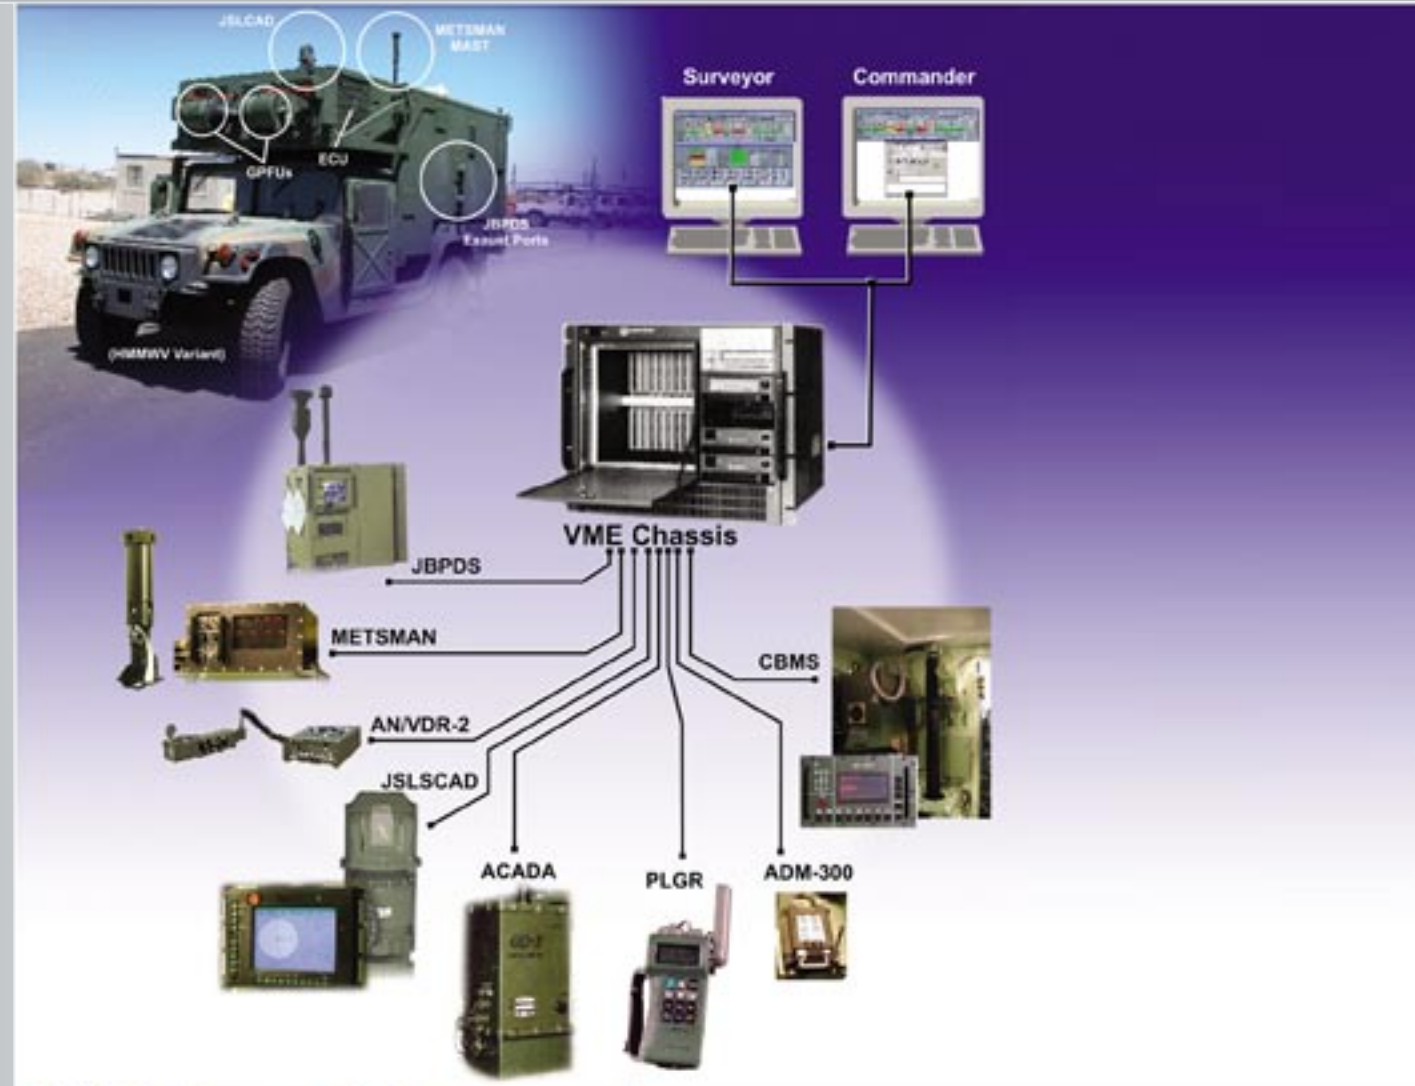 JSLCAD
METSMAN
MAST
GPFUs
ECU
JBPDS
Exaunt Ports
(HMMWV Variant)
Surveyor
Commander
VME Chassis
JBPDS
METSMAN
AN/VDR-2
JSLSCAD
CBMS
ACADA
PLGR
ADM-300